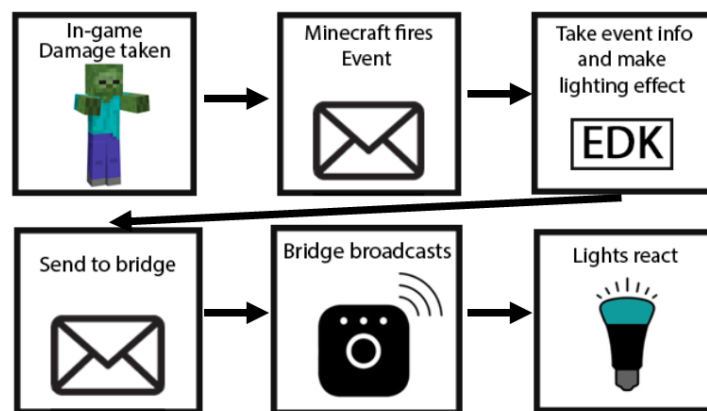 In-game
Damage taken
Minecraft fires
Event
Take event info
and make
lighting effect
EDK
Send to bridge
Bridge broadcasts
Lights react